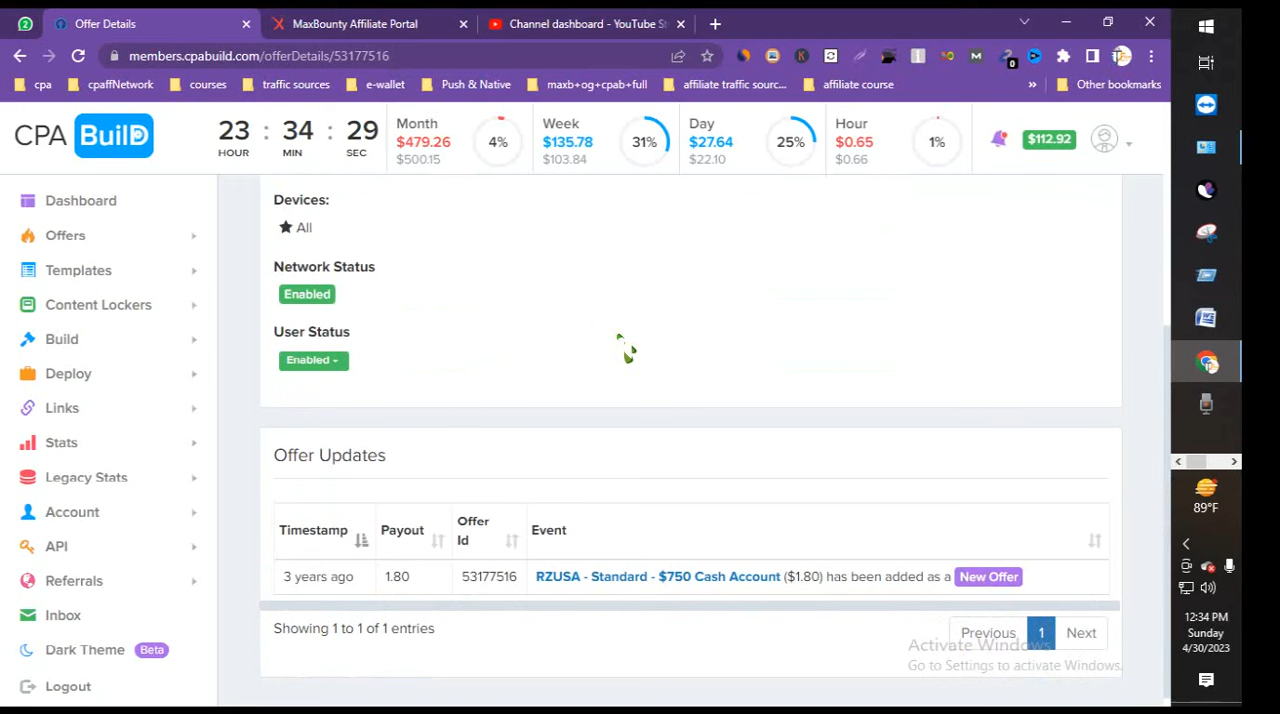 2
Offer Details
MaxBounty Affiliate Portal
Channel dashboard - YouTube St
members.cpabuild.com/offerDetails/53177516
cpa
cpaffNetwork
courses
traffic sources
e-wallet
Push & Native
maxb+og+cpab+full
affiliate traffic sourc...
affiliate course
»
Other bookmarks
CPA BuilD
23 : 34 : 29
HOUR MIN SEC
Month
$479.26
$500.15
4%
Week
$135.78
$103.84
31%
Day
$27.64
$22.10
25%
Hour
$0.65
$0.66
1%
$112.92
Dashboard
Offers
Templates
Content Lockers
Build
Deploy
Links
Stats
Legacy Stats
Account
API
Referrals
Inbox
Dark Theme Beta
Logout
Devices:
All
Network Status
Enabled
User Status
Enabled
Offer Updates
Timestamp Payout Offer Id Event
3 years ago 1.80 53177516 RZUSA - Standard - $750 Cash Account ($1.80) has been added as a New Offer
Showing 1 to 1 of 1 entries
Previous 1 Next
Activate Windows
Go to Settings to activate Windows.
89°F
12:34 PM
Sunday
4/30/2023